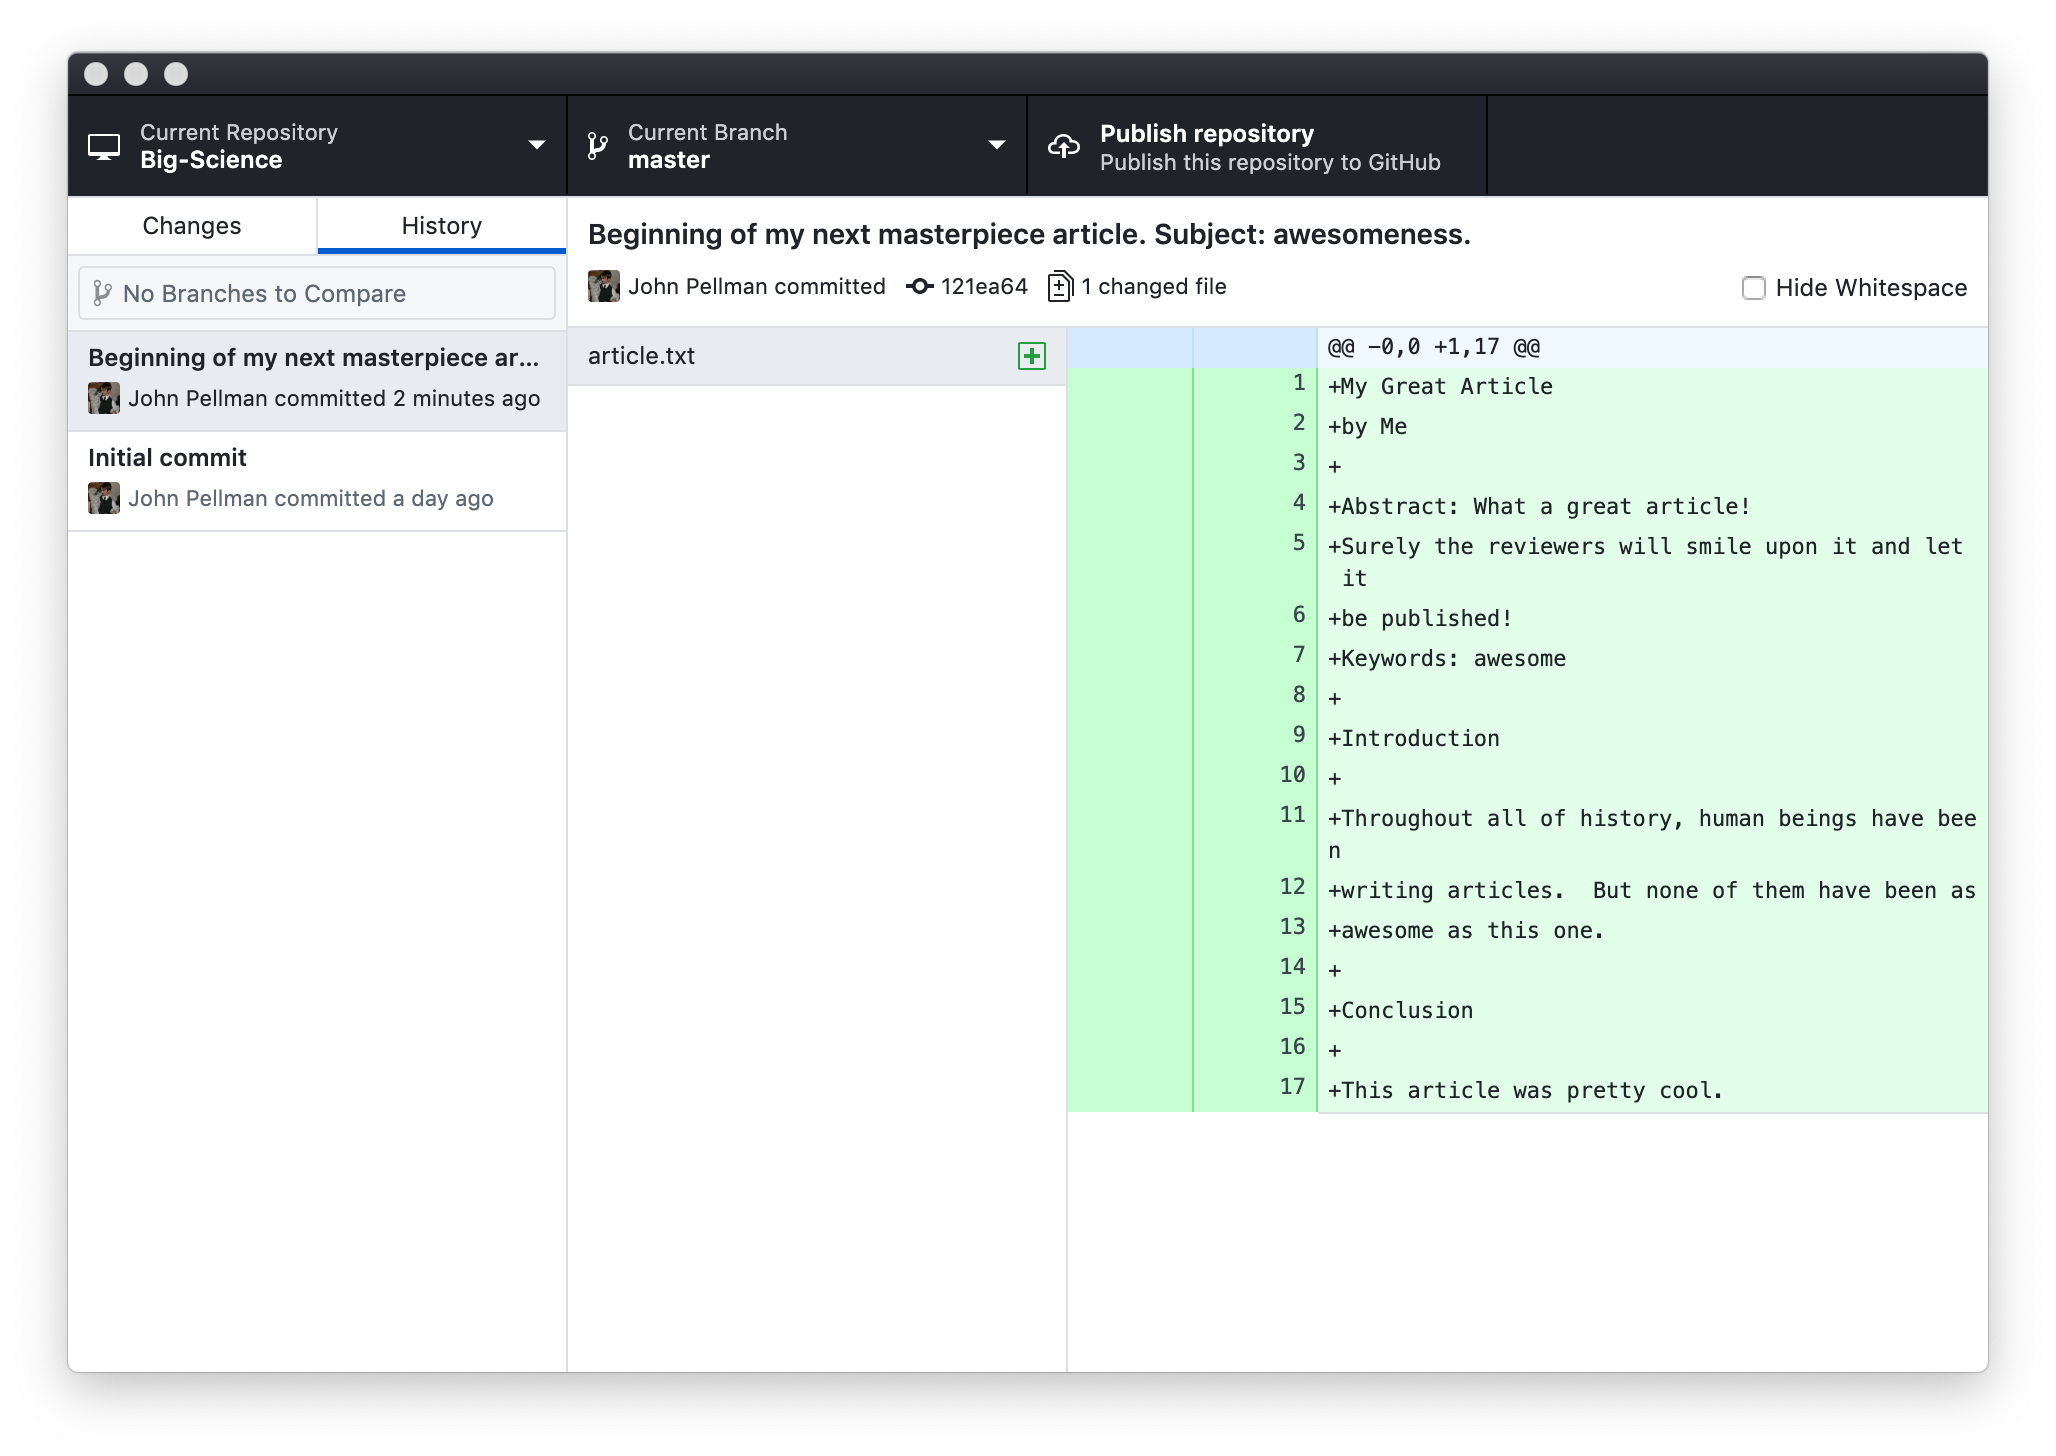 Current Repository
Big-Science
Current Branch
master
Publish repository
Publish this repository to GitHub
Changes
History
No Branches to Compare
Beginning of my next masterpiece ar...
John Pellman committed 2 minutes ago
Initial commit
John Pellman committed a day ago
Beginning of my next masterpiece article. Subject: awesomeness.
John Pellman committed 121ea64 1 changed file
Hide Whitespace
article.txt
@@ -0,0 +1,17 @@
1 +My Great Article
2 +by Me
3 +
4 +Abstract: What a great article!
5 +Surely the reviewers will smile upon it and let
it
6 +be published!
7 +Keywords: awesome
8 +
9 +Introduction
10 +
11 +Throughout all of history, human beings have bee
n
12 +writing articles.  But none of them have been as
13 +awesome as this one.
14 +
15 +Conclusion
16 +
17 +This article was pretty cool.